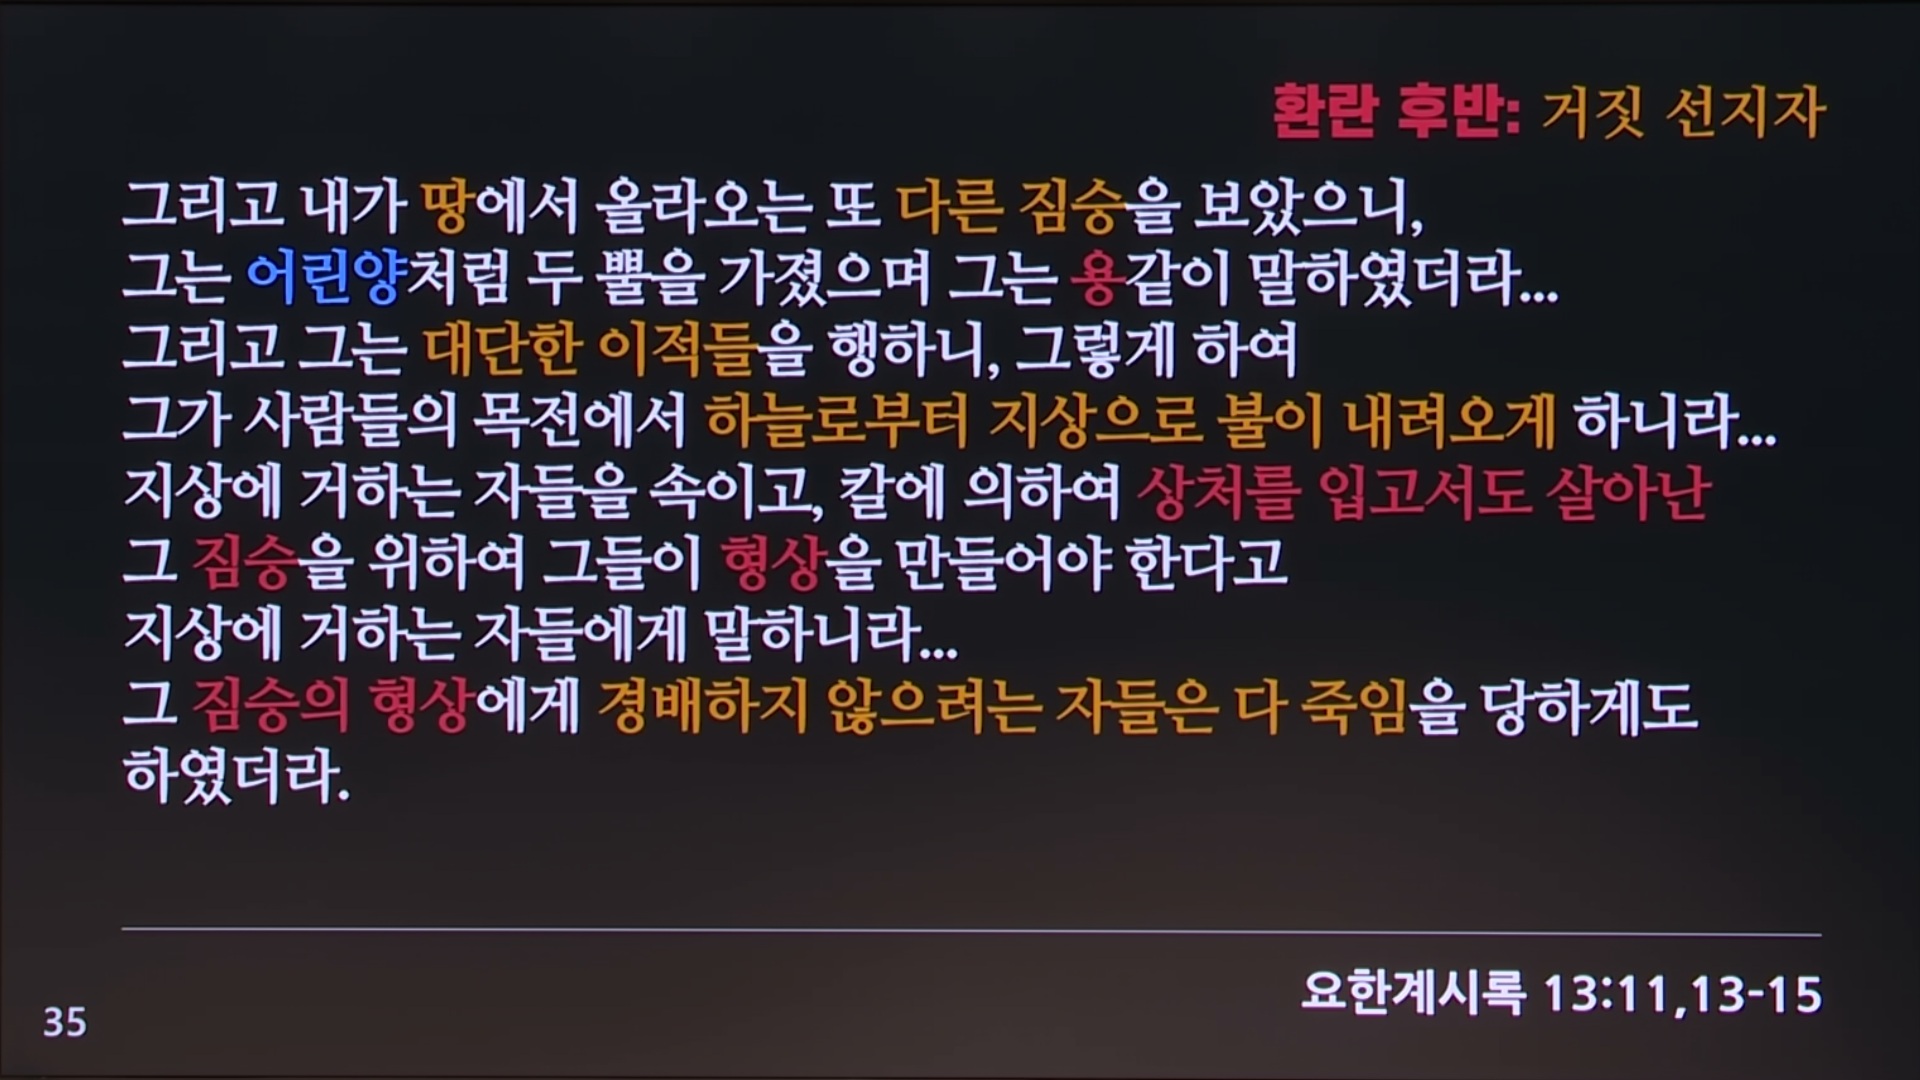 환란 후반: 거짓 선지자
그리고 내가 땅에서 올라오는 또 다른 짐승을 보았으니,
그는 어린양처럼 두 뿔을 가졌으며 그는 용같이 말하였더라...
그리고 그는 대단한 이적들을 행하니, 그렇게 하여
그가 사람들의 목전에서 하늘로부터 지상으로 불이 내려오게 하니라...
지상에 거하는 자들을 속이고, 칼에 의하여 상처를 입고서도 살아난
그 짐승을 위하여 그들이 형상을 만들어야 한다고
지상에 거하는 자들에게 말하니라...
그 짐승의 형상에게 경배하지 않으려는 자들은 다 죽임을 당하게도
하였더라.
요한계시록 13:11,13-15
35